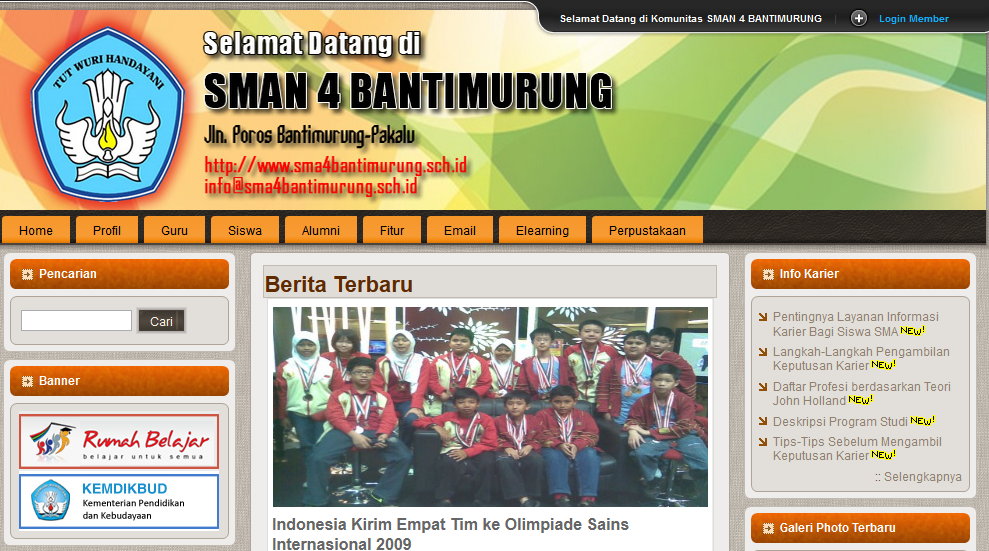 Selamat Datang di Komunitas SMAN 4 BANTIMURUNG | Login Member
TUT WURI HANDAYANI
Selamat Datang di
SMAN 4 BANTIMURUNG
Jln. Poros Bantimurung-Pakalu
http://www.sma4bantimurung.sch.id
info@sma4bantimurung.sch.id
Home Profil Guru Siswa Alumni Fitur Email Elearning Perpustakaan
Pencarian
Cari
Banner
Rumah Belajar
belajar untuk semua
KEMDIKBUD
Kementerian Pendidikan
dan Kebudayaan
Berita Terbaru
Indonesia Kirim Empat Tim ke Olimpiade Sains
Internasional 2009
Info Karier
Pentingnya Layanan Informasi
Karier Bagi Siswa SMA NEW!
Langkah-Langkah Pengambilan
Keputusan Karier NEW!
Daftar Profesi berdasarkan Teori
John Holland NEW!
Deskripsi Program Studi NEW!
Tips-Tips Sebelum Mengambil
Keputusan Karier NEW!
:: Selengkapnya
Galeri Photo Terbaru